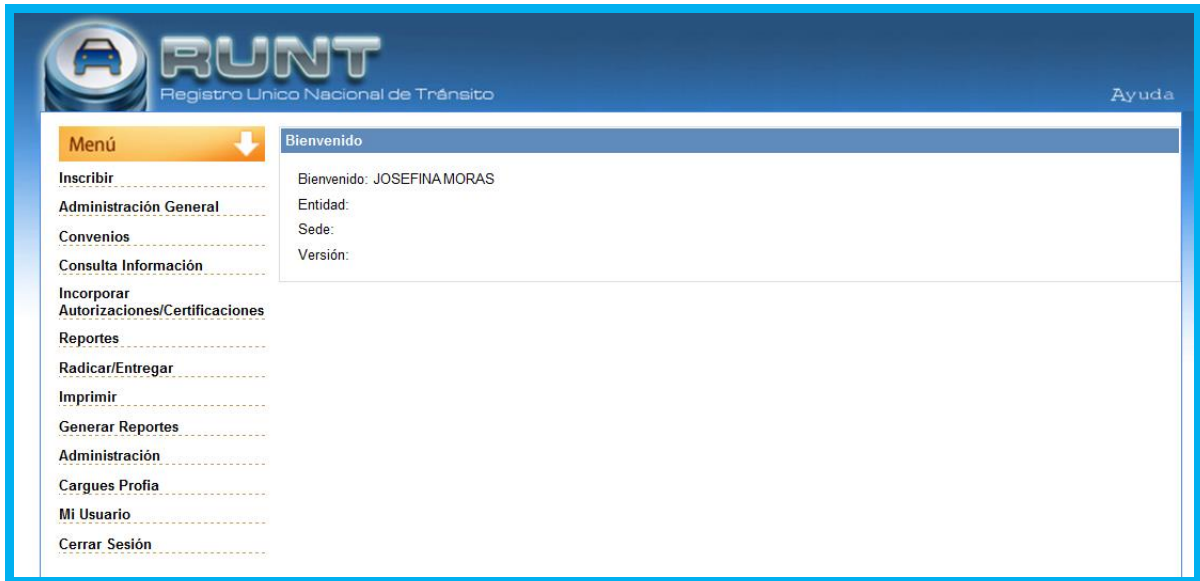 RUNT
Registro Unico Nacional de Tránsito
Ayuda
Menú
Inscribir
Administración General
Convenios
Consulta Información
Incorporar
Autorizaciones/Certificaciones
Reportes
Radicar/Entregar
Imprimir
Generar Reportes
Administración
Cargues Profia
Mi Usuario
Cerrar Sesión
Bienvenido
Bienvenido: JOSEFINA MORAS
Entidad:
Sede:
Versión: